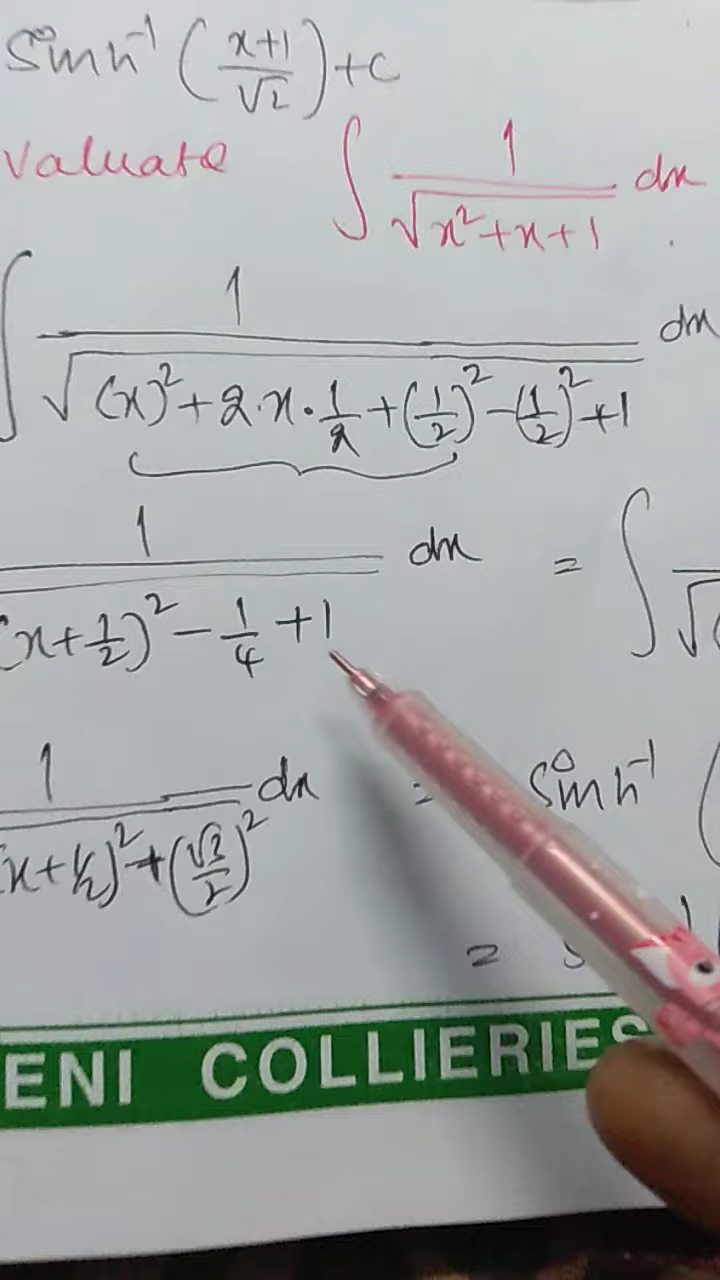 Sinh⁻¹ (x+1/√2) + c
valuate ∫ 1/√x²+x+1 dx
∫ 1/√(x)²+2·x·1/2+(1/2)²-(1/2)²+1 dx
1/(x+1/2)²-1/4+1 dx = ∫ /√(
1/(x+1/2)²+(√3/2)² dx = Sinh⁻¹ (
=
ENI COLLIERIES